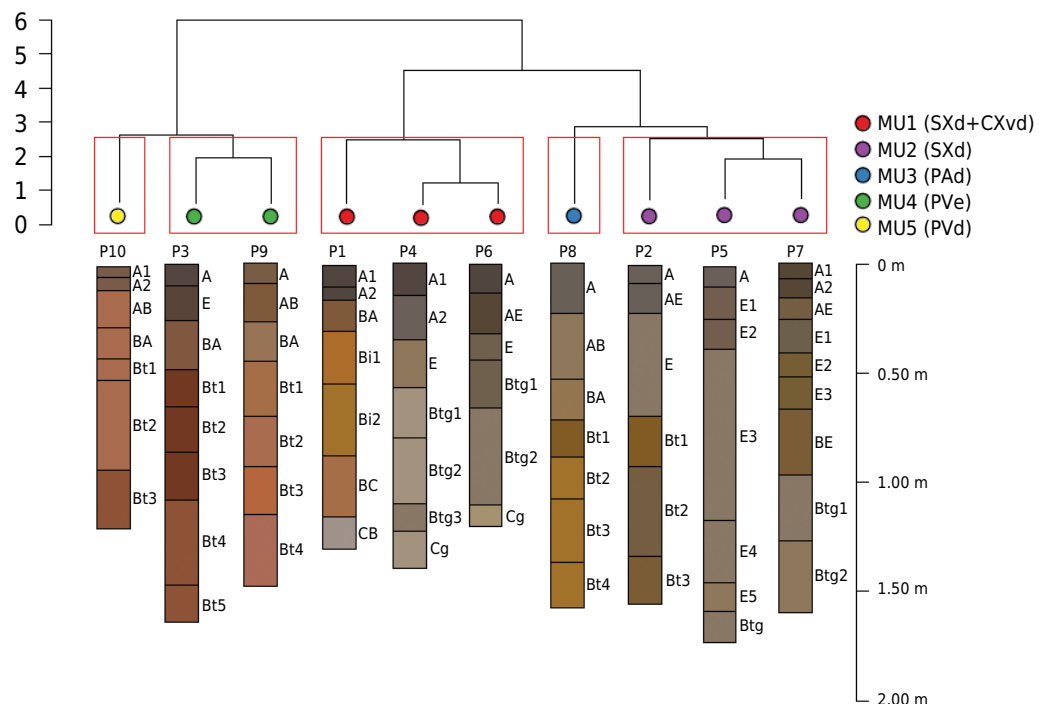 6
5
4
3
2
1
0
MU1 (SXd+CXvd)
MU2 (SXd)
MU3 (PAd)
MU4 (PVe)
MU5 (PVd)
P10
P3
P9
P1
P4
P6
P8
P2
P5
P7
A1
A2
AB
BA
Bt1
Bt2
Bt3
A
E
BA
Bt1
Bt2
Bt3
Bt4
Bt5
A
AB
BA
Bt1
Bt2
Bt3
Bt4
A1
A2
BA
Bi1
Bi2
BC
CB
A1
A2
E
Btg1
Btg2
Btg3
Cg
A
AE
E
Btg1
Btg2
Cg
A
AB
BA
Bt1
Bt2
Bt3
Bt4
A
AE
E
Bt1
Bt2
Bt3
A
E1
E2
E3
E4
E5
Btg
A1
A2
AE
E1
E2
E3
BE
Btg1
Btg2
0 m
0.50 m
1.00 m
1.50 m
2.00 m